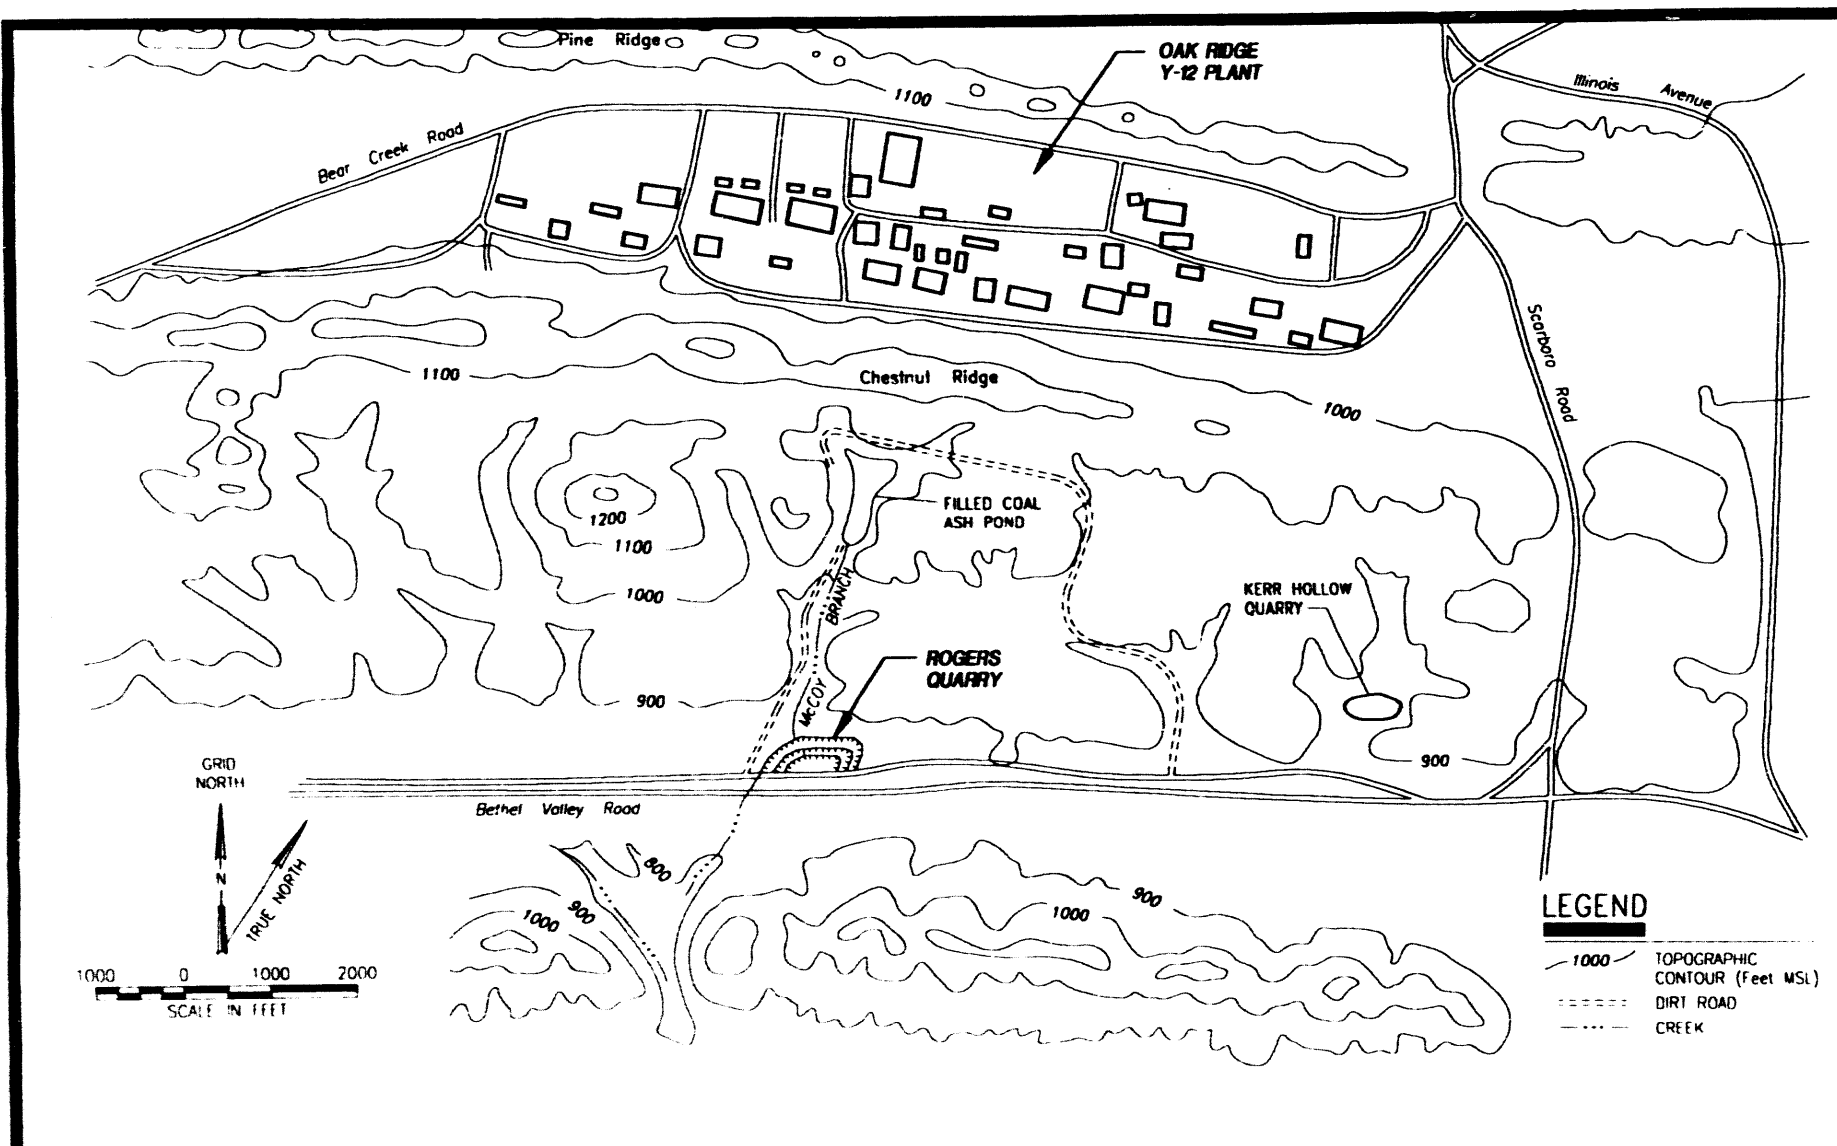 Pine Ridge
OAK RIDGE
Y-12 PLANT
Illinois Avenue
1100
Bear Creek Road
Scarboro Road
1100
Chestnut Ridge
1000
FILLED COAL
ASH POND
1200
1100
1000
KERR HOLLOW
QUARRY
McCOY BRANCH
ROGERS
QUARRY
900
900
GRID
NORTH
N
TRUE NORTH
Bethel Valley Road
800
900
1000
900
1000
1000 0 1000 2000
SCALE IN FEET
LEGEND
1000 TOPOGRAPHIC
CONTOUR (Feet MSL)
DIRT ROAD
CREEK